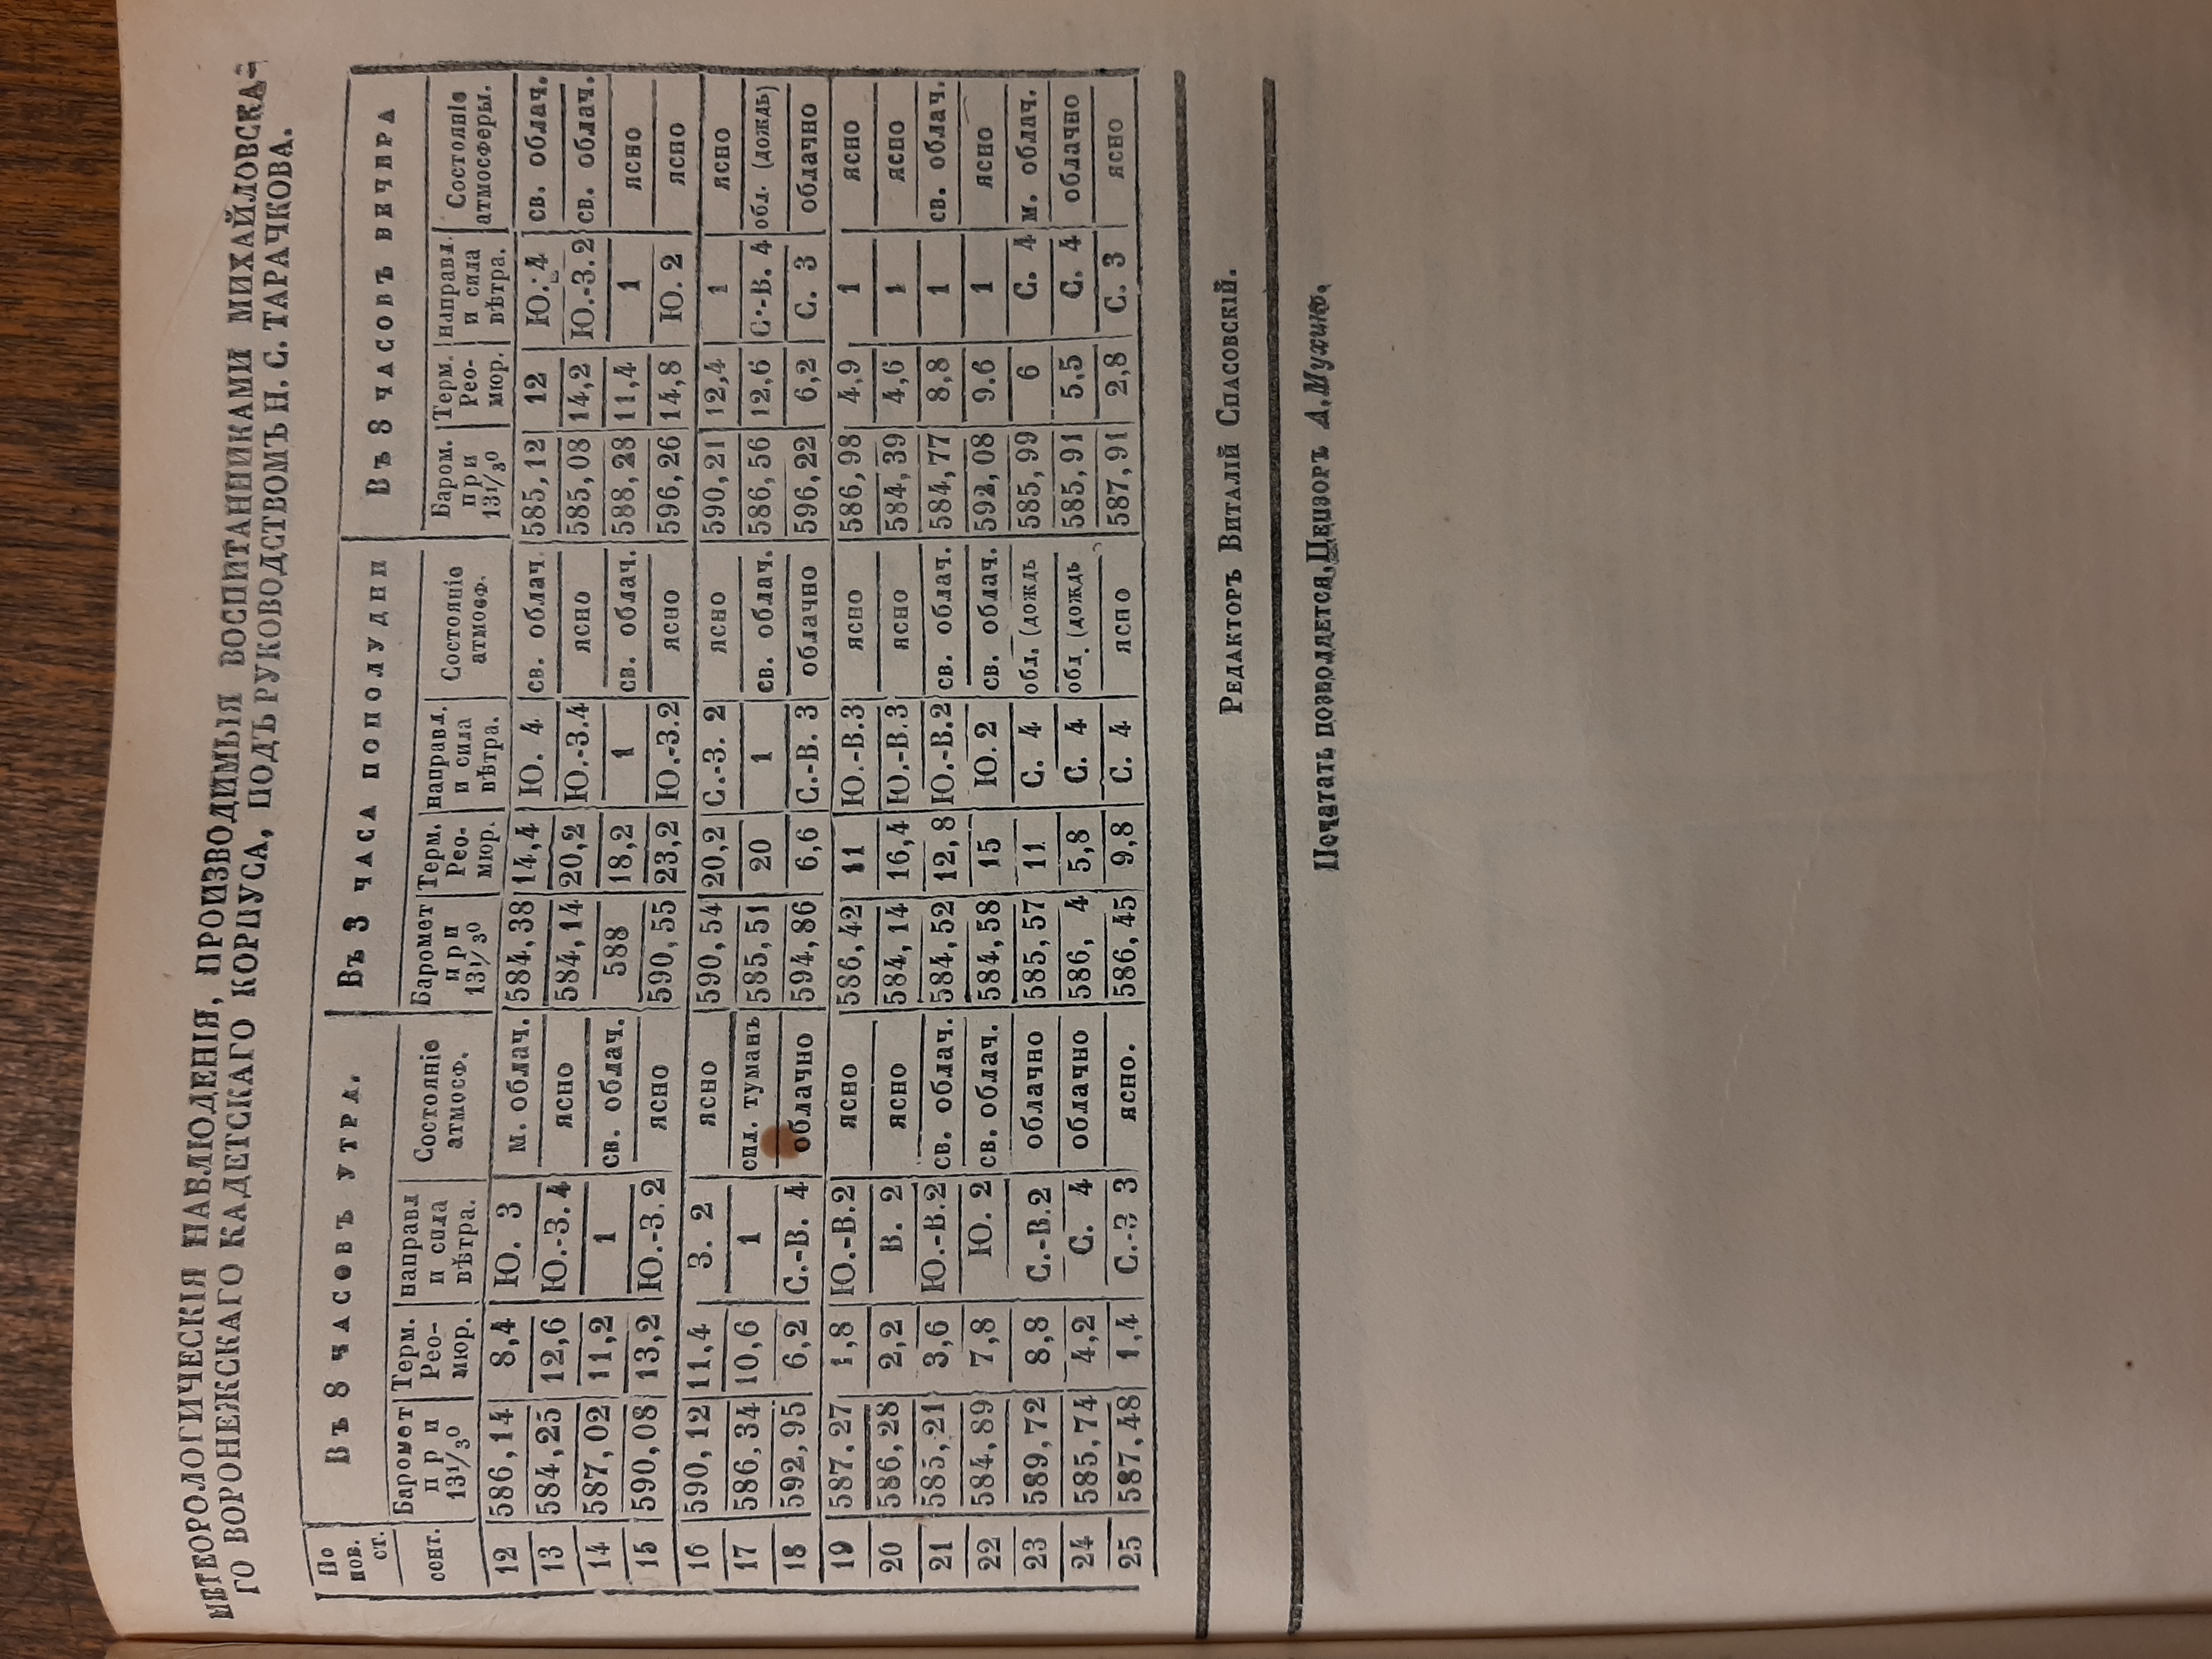 МЕТЕОРОЛОГИЧЕСКІЯ НАБЛЮДЕНІЯ, ПРОИЗВОДИМЫЯ ВОСПИТАННИКАМИ МИХАЙЛОВСКА-
ГО ВОРОНЕЖСКАГО КАДЕТСКАГО КОРПУСА, ПОДЪ РУКОВОДСТВОМЪ Н. С. ТАРАЧКОВА.
По нов. ст. Въ 8 часовъ утра. Въ 3 часа пополудни Въ 8 часовъ вечера
сент. Баромет при 13 1/3° Терм. Рео-мюр. направл и сила вѣтра. Состояніе атмосф. Баромет при 13 1/3° Терм. Рео-мюр. направл. и сила вѣтра. Состояніе атмосф. Баром. при 13 1/3° Терм. Рео-мюр. направл. и сила вѣтра. Состояніе атмосферы.
12 586,14 8,4 Ю. 3 м. облач. 584,38 14,4 Ю. 4 св. облач. 585,12 12 Ю. 4 св. облач.
13 584,25 12,6 Ю.-З. 4 ясно 584,14 20,2 Ю.-З.4 ясно 585,08 14,2 Ю.-З.2 св. облач.
14 587,02 11,2 1 св. облач. 588 18,2 1 св. облач. 588,28 11,4 1 ясно
15 590,08 13,2 Ю.-З.2 ясно 590,55 23,2 Ю.-З.2 ясно 596,26 14,8 Ю. 2 ясно
16 590,12 11,4 З. 2 ясно 590,54 20,2 С.-З. 2 ясно 590,21 12,4 1 ясно
17 586,34 10,6 1 сил. туманъ 585,51 20 1 св. облач. 586,56 12,6 С.-В. 4 обл. (дождь)
18 592,95 6,2 С.-В. 4 облачно 594,86 6,6 С.-В. 3 облачно 596,22 6,2 С. 3 облачно
19 587,27 1,8 Ю.-В.2 ясно 586,42 11 Ю.-В.3 ясно 586,98 4,9 1 ясно
20 586,28 2,2 В. 2 ясно 584,14 16,4 Ю.-В.3 ясно 584,39 4,6 1 ясно
21 585,21 3,6 Ю.-В.2 св. облач. 584,52 12,8 Ю.-В.2 св. облач. 584,77 8,8 1 св. облач.
22 584,89 7,8 Ю. 2 св. облач. 584,58 15 Ю. 2 св. облач. 592,08 9.6 1 ясно
23 589,72 8,8 С.-В.2 облачно 585,57 11 С. 4 обл. (дождь 585,99 6 С. 4 м. облач.
24 585,74 4,2 С. 4 облачно 586, 4 5,8 С. 4 обл. (дождь 585,91 5,5 С. 4 облачно
25 587,48 1,4 С.-З 3 ясно. 586,45 9,8 С. 4 ясно 587,91 2,8 С. 3 ясно
Редакторъ Виталій Спасовскій.
Печатать позволяется, Цензоръ А. Мухинъ.